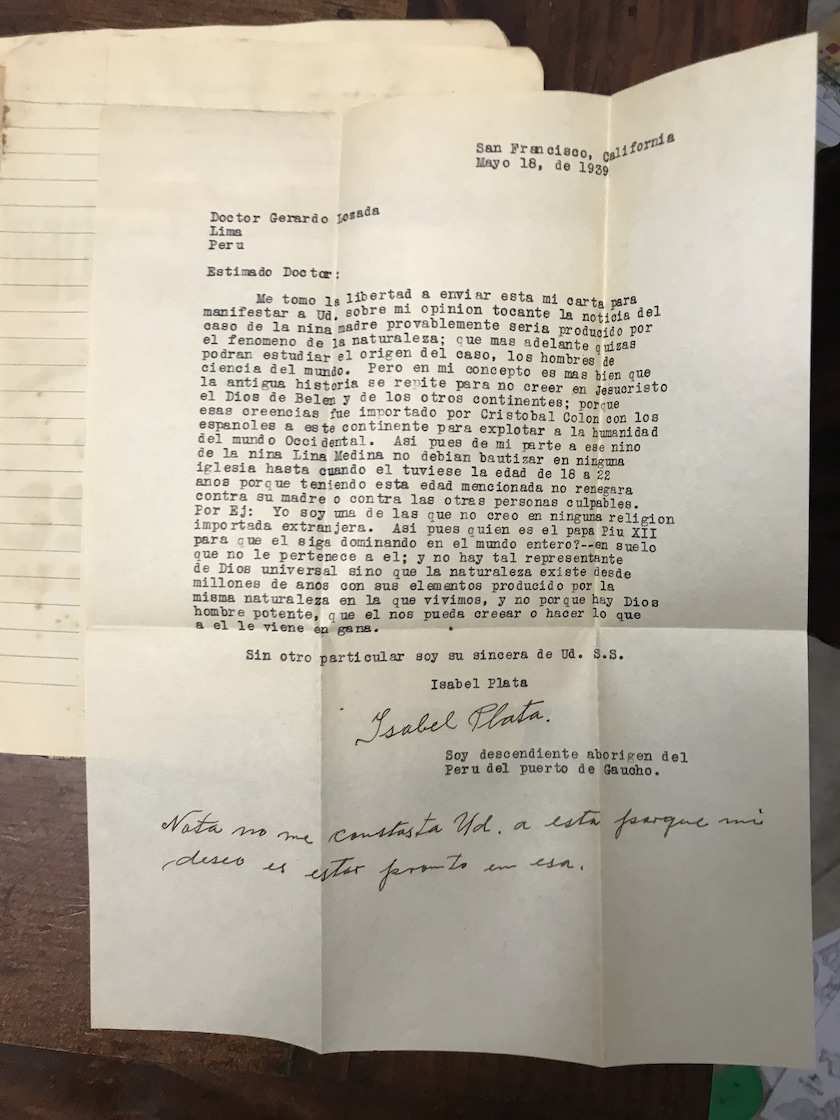 San Francisco, California
Mayo 18, de 1939
Doctor Gerardo Losada
Lima
Peru
Estimado Doctor:
Me tomo la libertad a enviar esta mi carta para
manifestar a Ud. sobre mi opinion tocante la noticia del
caso de la nina madre provablemente seria producido por
el fenomeno de la naturaleza; que mas adelante quizas
podran estudiar el origen del caso, los hombres de
ciencia del mundo. Pero en mi concepto es mas bien que
la antigua historia se repite para no creer en Jesucristo
el Dios de Belen y de los otros continentes; porque
esas creencias fue importado por Cristobal Colon con los
espanoles a este continente para explotar a la humanidad
del mundo Occidental. Asi pues de mi parte a ese nino
de la nina Lina Medina no debian bautizar en ninguna
iglesia hasta cuando el tuviese la edad de 18 a 22
anos porque teniendo esta edad mencionada no renegara
contra su madre o contra las otras personas culpables.
Por Ej: Yo soy una de las que no creo en ninguna religion
importada extranjera. Asi pues quien es el papa Piu XII
para que el siga dominando en el mundo entero?--en suelo
que no le pertenece a el; y no hay tal representante
de Dios universal sino que la naturaleza existe desde
millones de anos con sus elementos producido por la
misma naturaleza en la que vivimos, y no porque hay Dios
hombre potente, que el nos pueda creear o hacer lo que
a el le viene en gana.
Sin otro particular soy su sincera de Ud. S.S.
Isabel Plata
Isabel Plata.
Soy descendiente aborigen del
Peru del puerto de Gaucho.
Nota no me constasta Ud. a esta porque mi
deseo es estar pronto en esa.